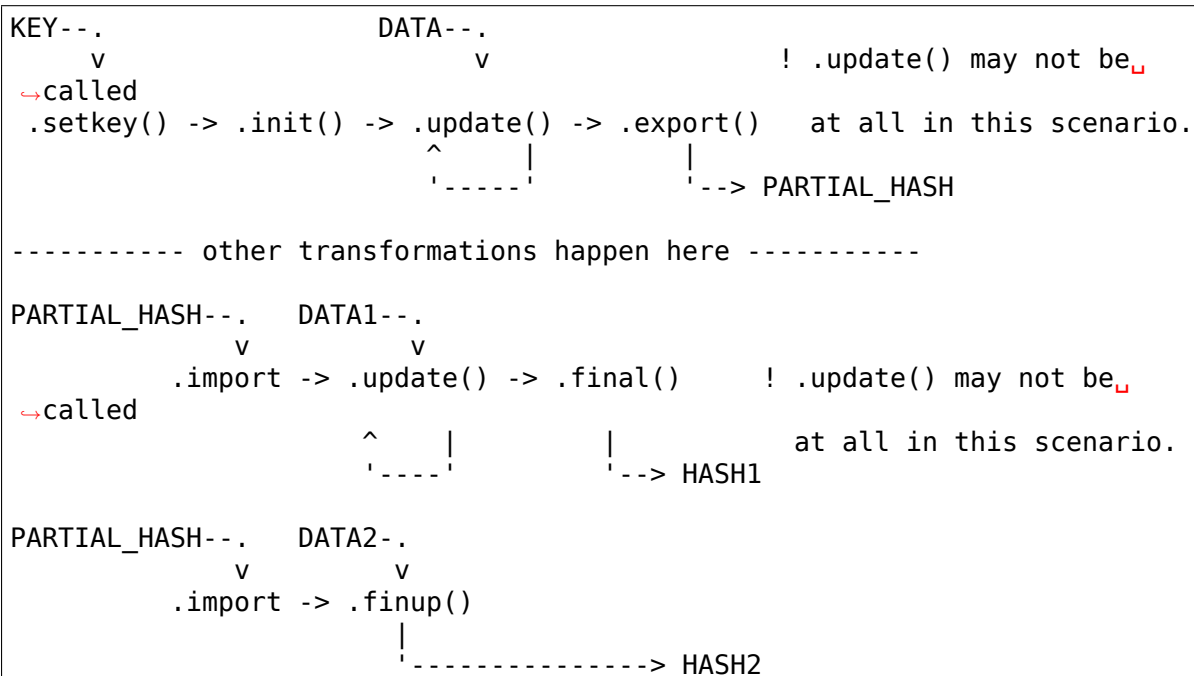 KEY--.                 DATA--.
     v                       v                  ! .update() may not be␣
↪called
 .setkey() -> .init() -> .update() -> .export()   at all in this scenario.
                          ^     |         |
                          '-----'         '--> PARTIAL_HASH
----------- other transformations happen here -----------
PARTIAL_HASH--.   DATA1--.
              v          v
          .import -> .update() -> .final()     ! .update() may not be␣
↪called
                      ^    |         |           at all in this scenario.
                      '----'         '--> HASH1
PARTIAL_HASH--.   DATA2-.
              v         v
          .import -> .finup()
                        |
                        '---------------> HASH2